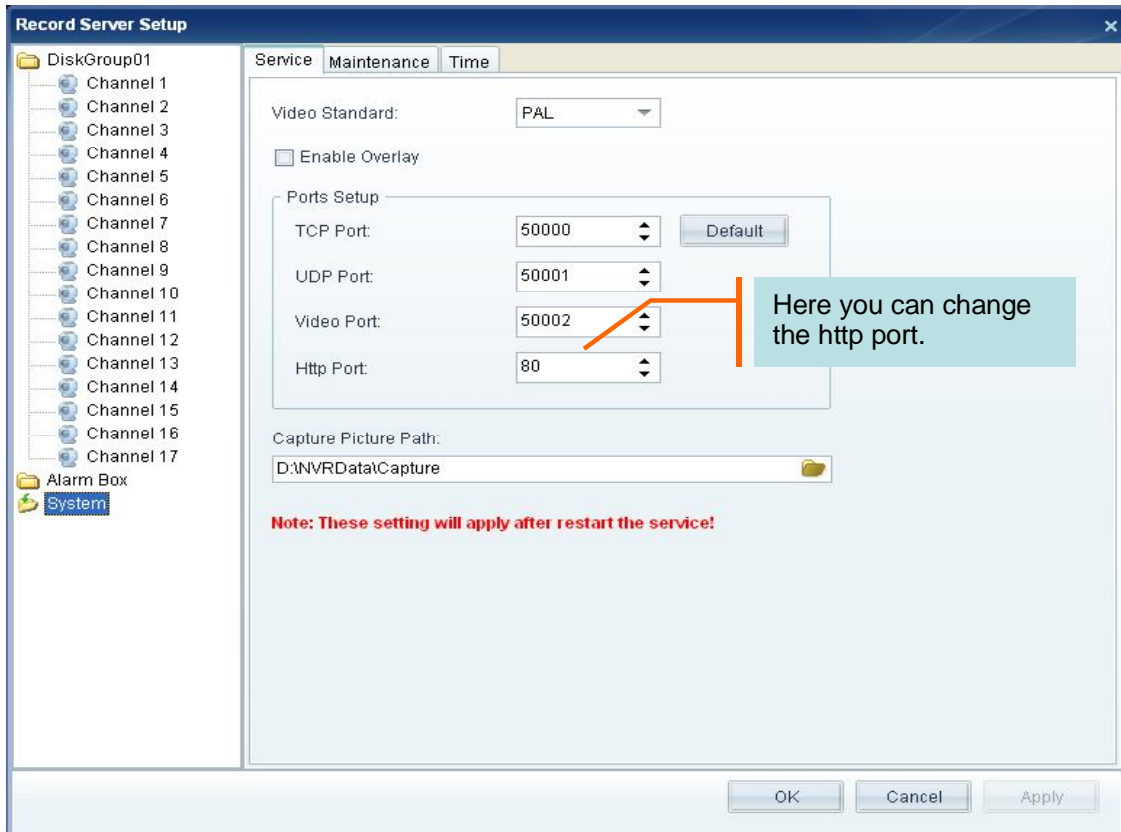 Record Server Setup
DiskGroup01
Channel 1
Channel 2
Channel 3
Channel 4
Channel 5
Channel 6
Channel 7
Channel 8
Channel 9
Channel 10
Channel 11
Channel 12
Channel 13
Channel 14
Channel 15
Channel 16
Channel 17
Alarm Box
System
Service Maintenance Time
Video Standard: PAL
Enable Overlay
Ports Setup
TCP Port: 50000 Default
UDP Port: 50001
Video Port: 50002
Http Port: 80
Here you can change
the http port.
Capture Picture Path:
D:\NVRData\Capture
Note: These setting will apply after restart the service!
OK Cancel Apply